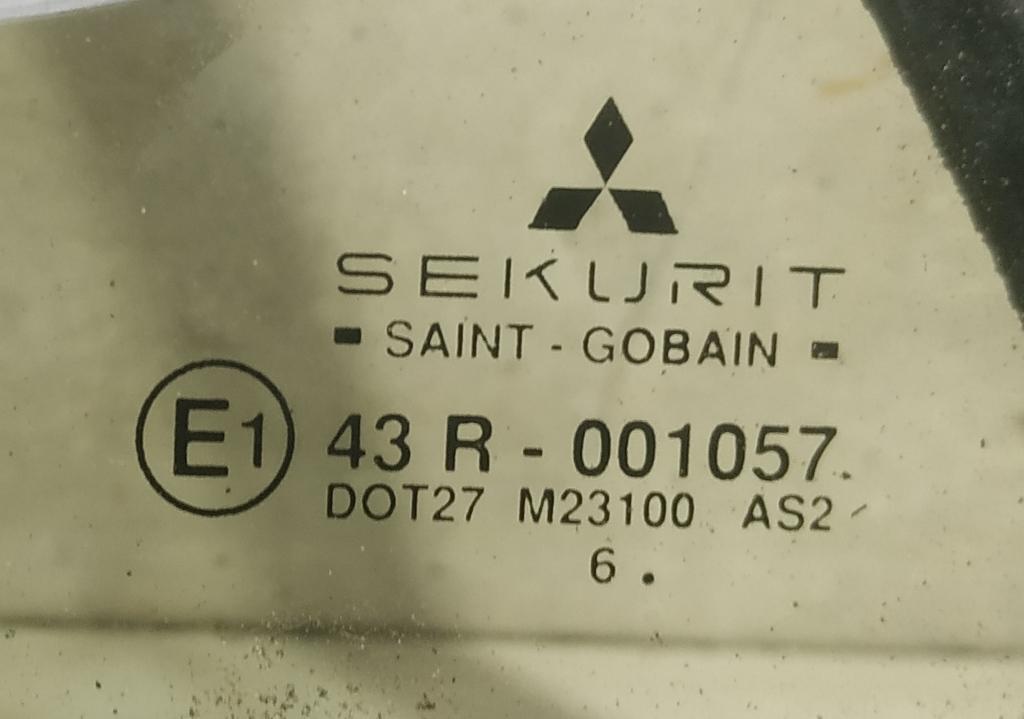 SEKURIT
- SAINT - GOBAIN -
E1 43 R - 001057
DOT27 M23100 AS2
6 .